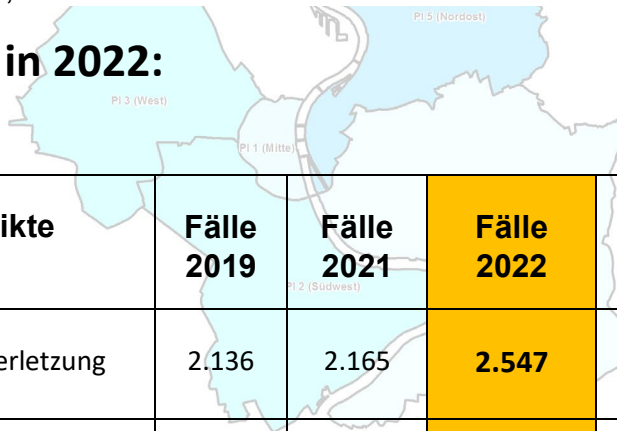 PI 5 (Nordost)
in 2022:
PI 3 (West)
PI 1 (Mitte)
ikte
Fälle
2019
Fälle
2021
Fälle
2022
PI 2 (Südwest)
erletzung
2.136
2.165
2.547